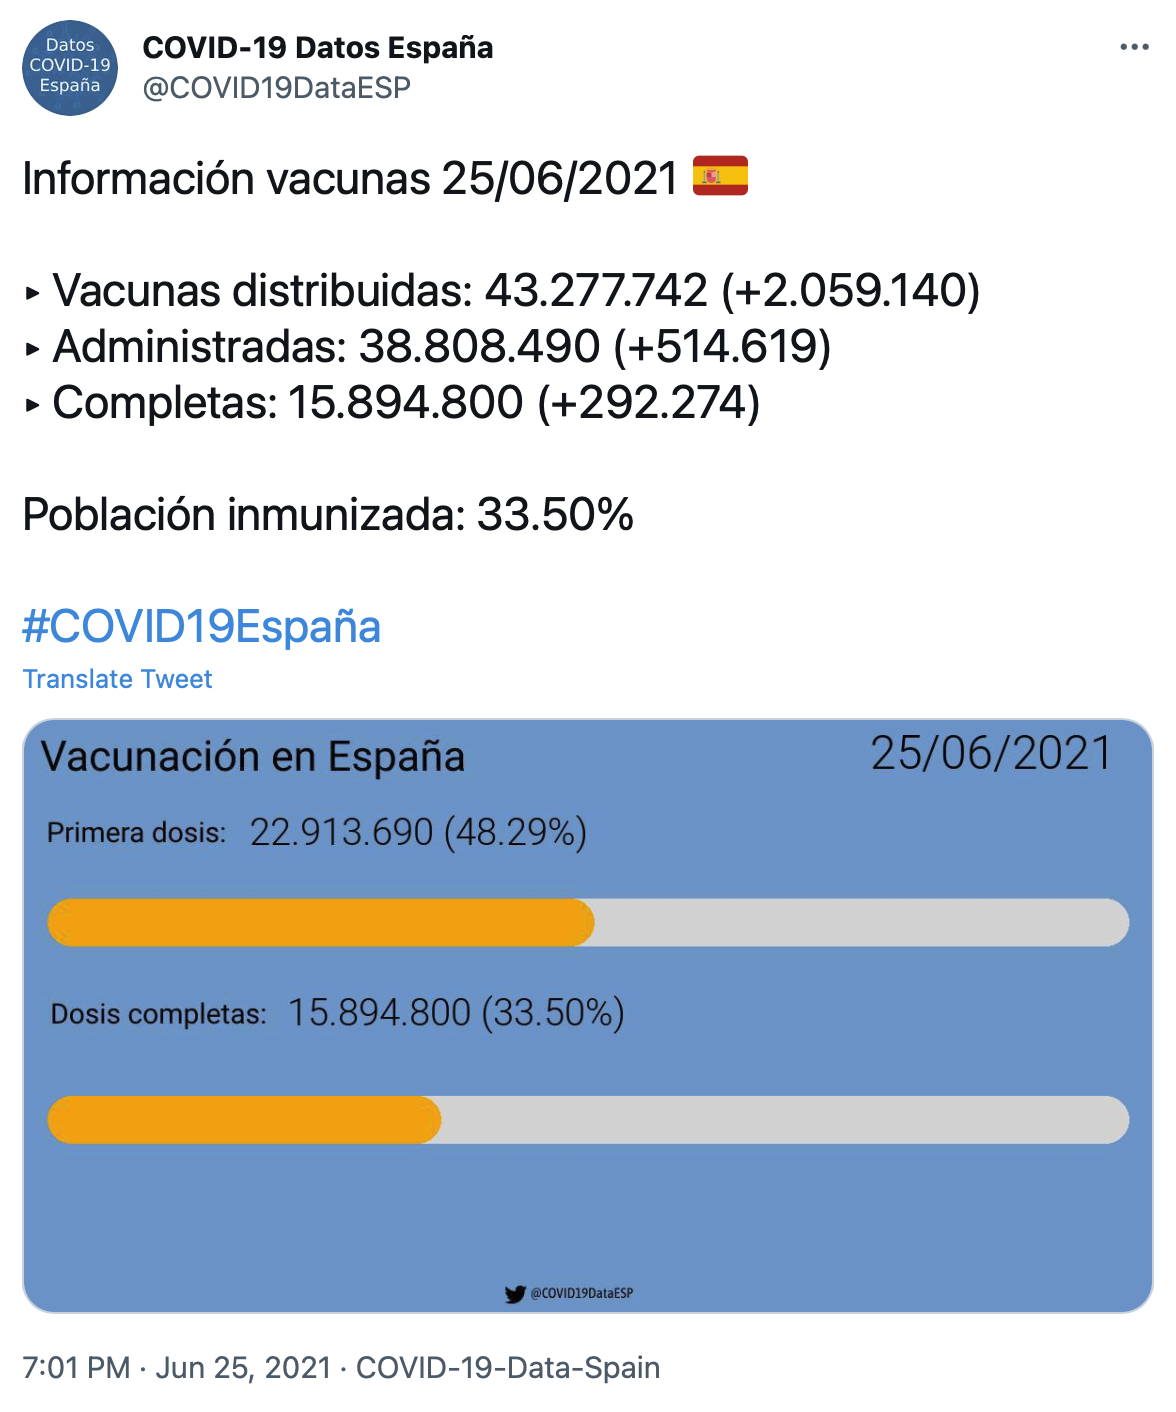 Datos
COVID-19
España
COVID-19 Datos España
@COVID19DataESP
Información vacunas 25/06/2021
▸ Vacunas distribuidas: 43.277.742 (+2.059.140)
▸ Administradas: 38.808.490 (+514.619)
▸ Completas: 15.894.800 (+292.274)
Población inmunizada: 33.50%
#COVID19España
Translate Tweet
Vacunación en España
25/06/2021
Primera dosis: 22.913.690 (48.29%)
Dosis completas: 15.894.800 (33.50%)
@COVID19DataESP
7:01 PM · Jun 25, 2021 · COVID-19-Data-Spain